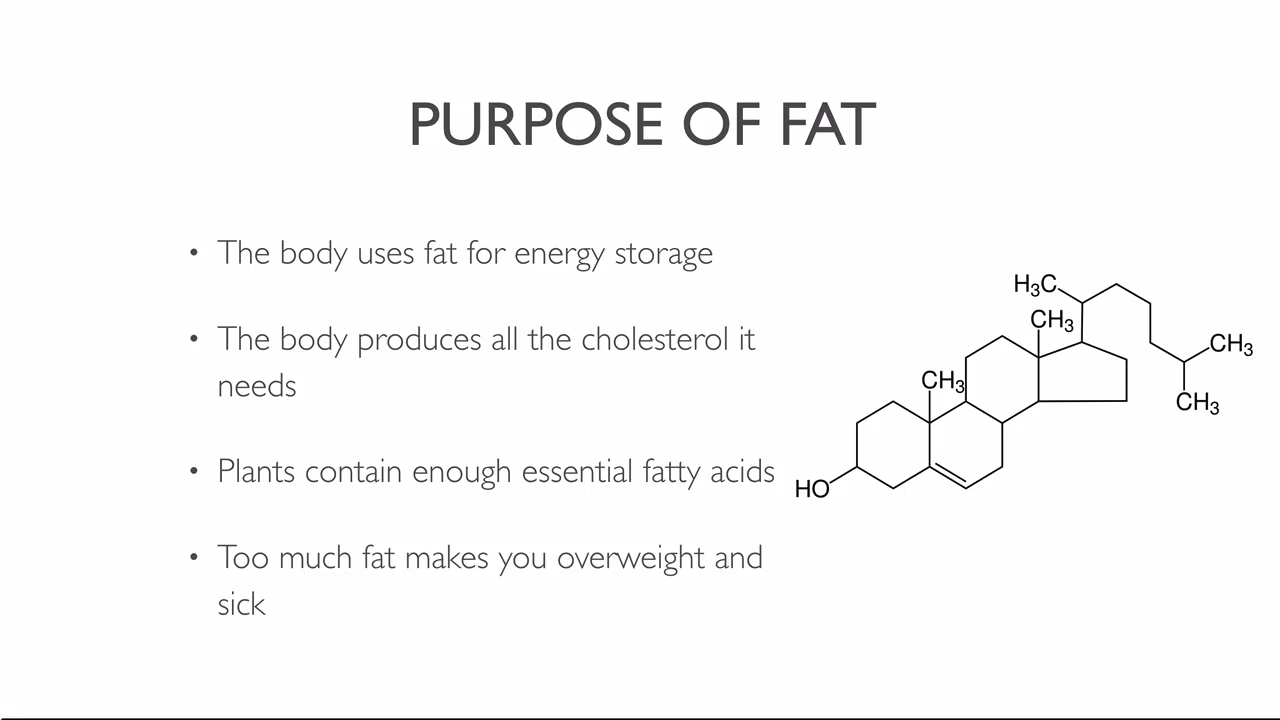 PURPOSE OF FAT
• The body uses fat for energy storage
• The body produces all the cholesterol it
needs
• Plants contain enough essential fatty acids
• Too much fat makes you overweight and
sick
H₃C
CH₃
CH₃
CH₃
CH₃
HO